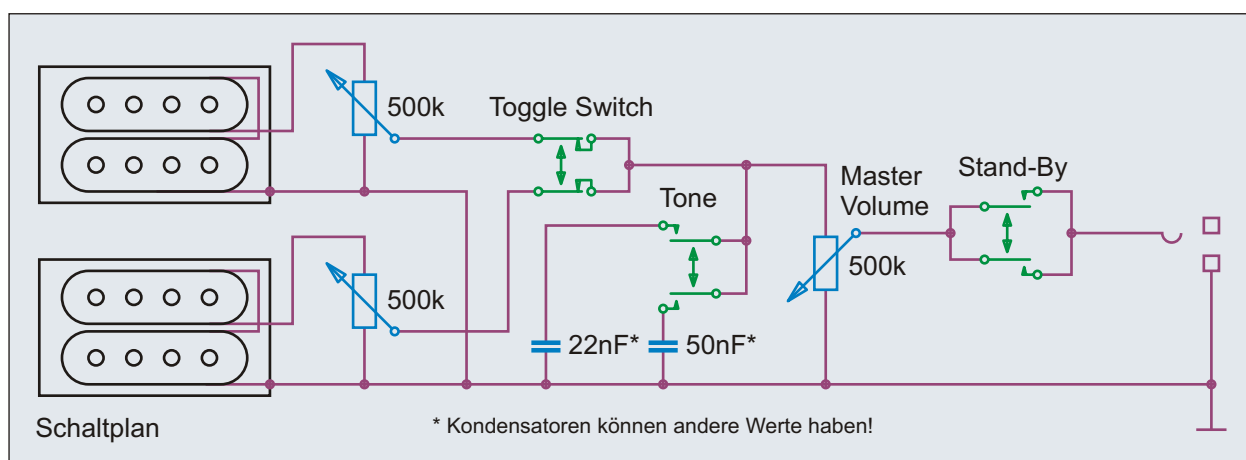 500k
Toggle Switch
Stand-By
Master
Volume
Tone
500k
500k
22nF*
50nF*
Schaltplan
* Kondensatoren können andere Werte haben!